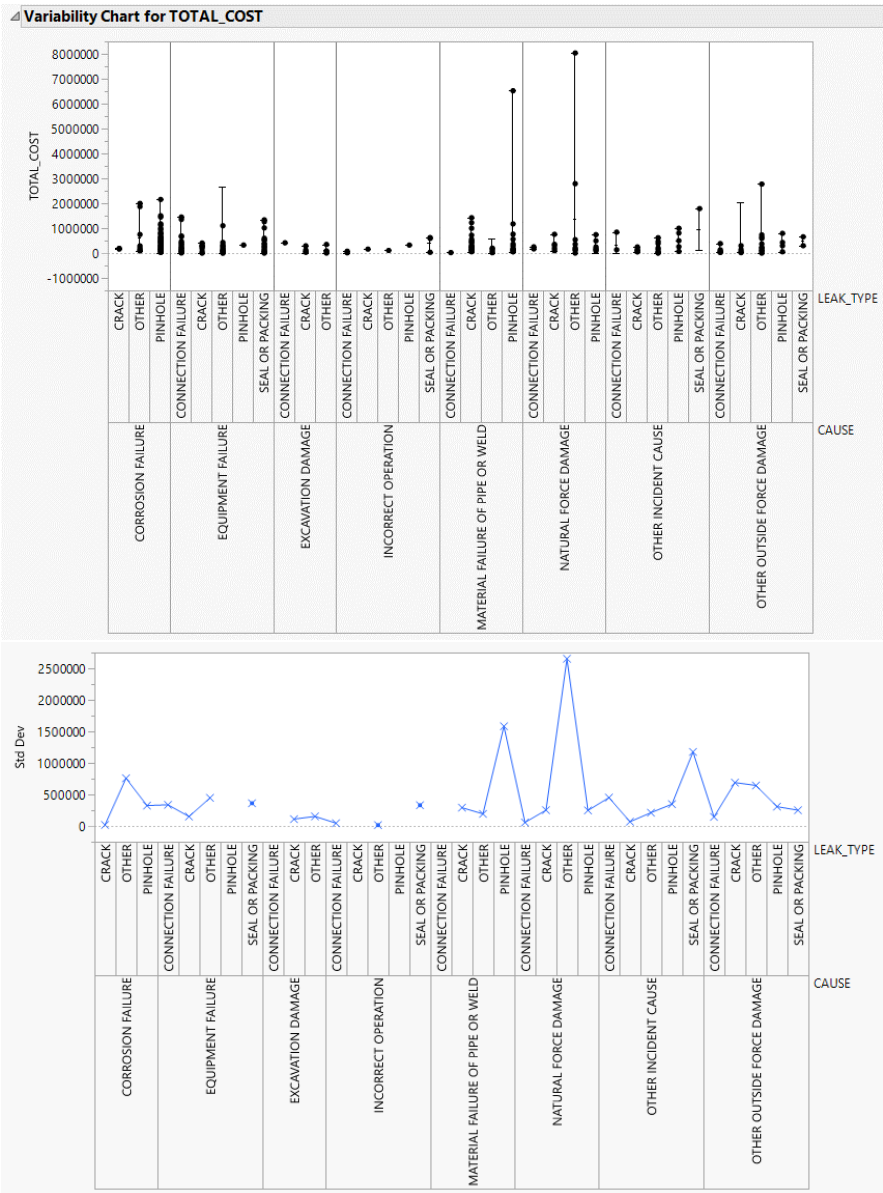 Variability Chart for TOTAL_COST
8000000
7000000
6000000
5000000
4000000
3000000
2000000
1000000
0
-1000000
TOTAL_COST
CRACK
OTHER
PINHOLE
CONNECTION FAILURE
CRACK
OTHER
PINHOLE
SEAL OR PACKING
CONNECTION FAILURE
CRACK
OTHER
CONNECTION FAILURE
CRACK
OTHER
PINHOLE
SEAL OR PACKING
CONNECTION FAILURE
CRACK
OTHER
PINHOLE
CONNECTION FAILURE
CRACK
OTHER
PINHOLE
CONNECTION FAILURE
CRACK
OTHER
PINHOLE
SEAL OR PACKING
CONNECTION FAILURE
CRACK
OTHER
PINHOLE
SEAL OR PACKING
LEAK_TYPE
CORROSION FAILURE
EQUIPMENT FAILURE
EXCAVATION DAMAGE
INCORRECT OPERATION
MATERIAL FAILURE OF PIPE OR WELD
NATURAL FORCE DAMAGE
OTHER INCIDENT CAUSE
OTHER OUTSIDE FORCE DAMAGE
CAUSE
2500000
2000000
1500000
1000000
500000
0
Std Dev
CRACK
OTHER
PINHOLE
CONNECTION FAILURE
CRACK
OTHER
PINHOLE
SEAL OR PACKING
CONNECTION FAILURE
CRACK
OTHER
CONNECTION FAILURE
CRACK
OTHER
PINHOLE
SEAL OR PACKING
CONNECTION FAILURE
CRACK
OTHER
PINHOLE
CONNECTION FAILURE
CRACK
OTHER
PINHOLE
CONNECTION FAILURE
CRACK
OTHER
PINHOLE
SEAL OR PACKING
CONNECTION FAILURE
CRACK
OTHER
PINHOLE
SEAL OR PACKING
LEAK_TYPE
CORROSION FAILURE
EQUIPMENT FAILURE
EXCAVATION DAMAGE
INCORRECT OPERATION
MATERIAL FAILURE OF PIPE OR WELD
NATURAL FORCE DAMAGE
OTHER INCIDENT CAUSE
OTHER OUTSIDE FORCE DAMAGE
CAUSE